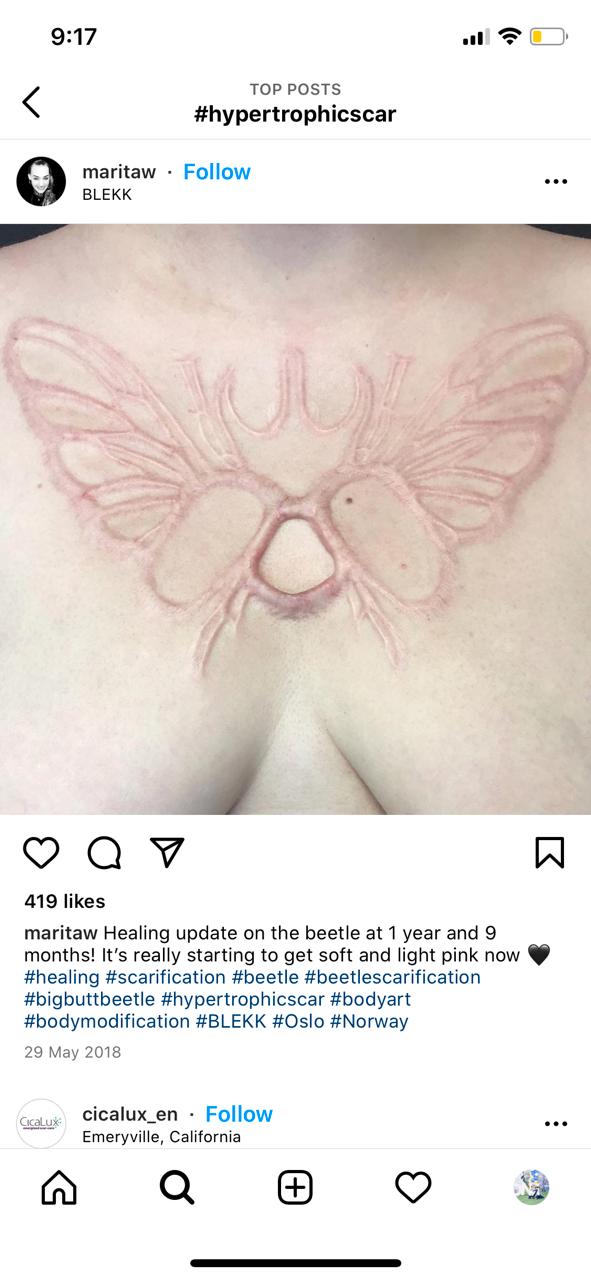 9:17
TOP POSTS
#hypertrophicscar
maritaw · Follow
BLEKK
419 likes
maritaw Healing update on the beetle at 1 year and 9
months! It's really starting to get soft and light pink now 🖤
#healing #scarification #beetle #beetlescarification
#bigbuttbeetle #hypertrophicscar #bodyart
#bodymodification #BLEKK #Oslo #Norway
29 May 2018
CicaLux
cicalux_en · Follow
Emeryville, California